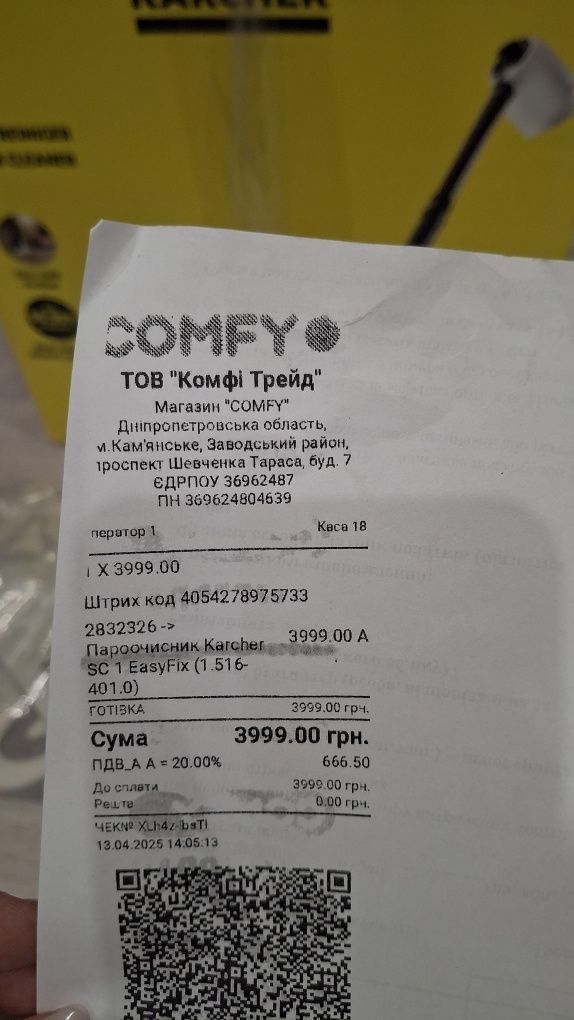 KARCHER
CLEANER
COMFY
ТОВ "Комфі Трейд"
Магазин "COMFY"
Дніпропетровська область,
м.Кам'янське, Заводський район,
проспект Шевченка Тараса, буд. 7
ЄДРПОУ 36962487
ПН 369624804639
ператор 1 Каса 18
X 3999.00
Штрих код 4054278975733
2832326 ->
Пароочисник Karcher 3999.00 А
SC 1 EasyFix (1.516-
401.0)
ГОТІВКА 3999.00 грн.
Сума 3999.00 грн.
ПДВ_А А = 20.00% 666.50
До сплати 3999.00 грн.
Решта 0.00 грн.
ЧЕК№
13.04.2025 14:05:13